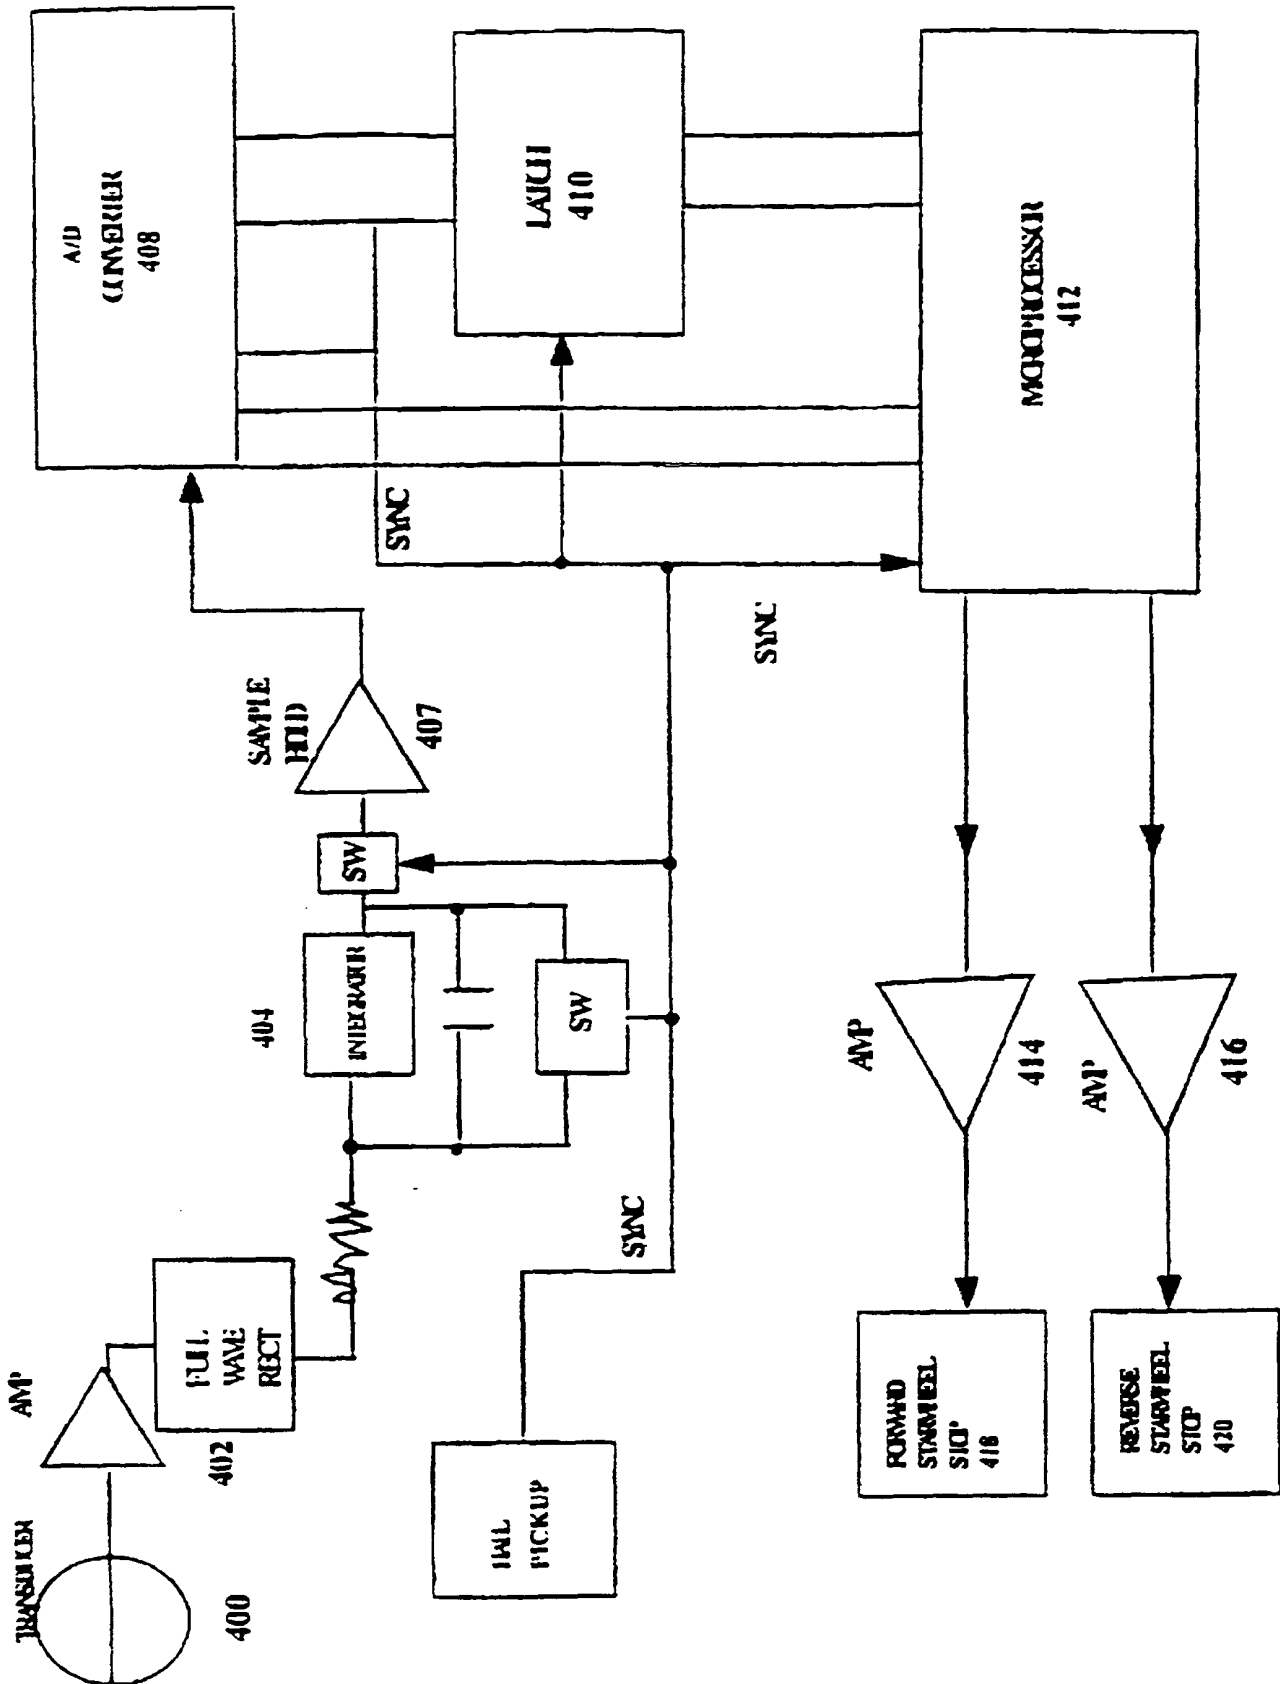 TRANSDUCER
400
AMP
402
FULL
WAVE
RECT
404
INTEGRATOR
SW
SW
SAMPLE
HOLD
407
A/D
CONVERTER
408
LATCH
410
MICROPROCESSOR
412
SYNC
SYNC
SYNC
PICKUP
AMP
414
AMP
416
FORWARD
STARWHEEL
STOP
418
REVERSE
STARWHEEL
STOP
420